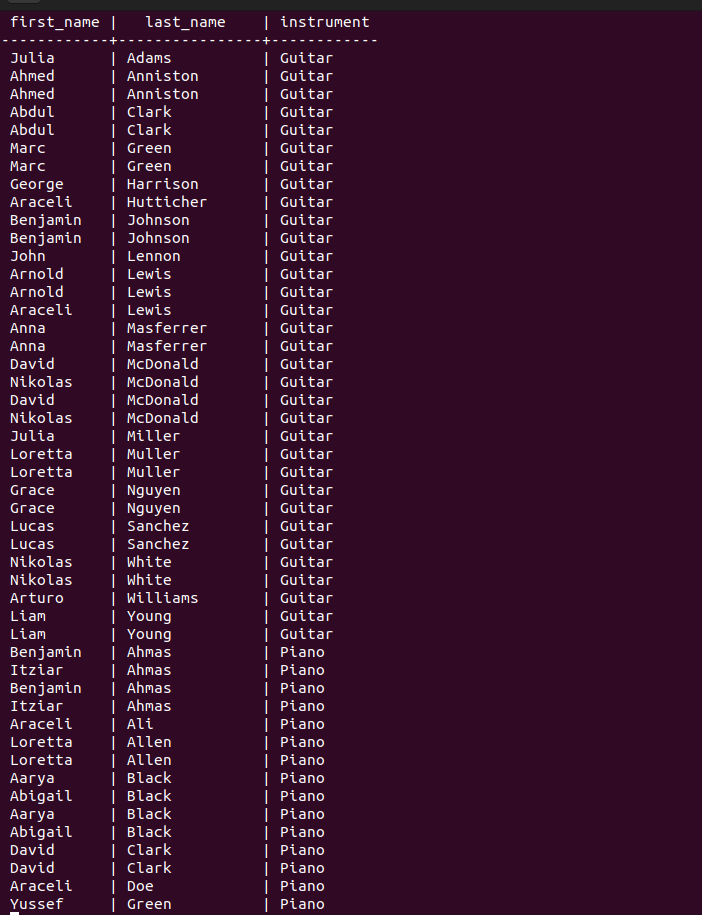 first_name |   last_name    | instrument
------------+----------------+------------
 Julia      | Adams          | Guitar
 Ahmed      | Anniston       | Guitar
 Ahmed      | Anniston       | Guitar
 Abdul      | Clark          | Guitar
 Abdul      | Clark          | Guitar
 Marc       | Green          | Guitar
 Marc       | Green          | Guitar
 George     | Harrison       | Guitar
 Araceli    | Hutticher      | Guitar
 Benjamin   | Johnson        | Guitar
 Benjamin   | Johnson        | Guitar
 John       | Lennon         | Guitar
 Arnold     | Lewis          | Guitar
 Arnold     | Lewis          | Guitar
 Araceli    | Lewis          | Guitar
 Anna       | Masferrer      | Guitar
 Anna       | Masferrer      | Guitar
 David      | McDonald       | Guitar
 Nikolas    | McDonald       | Guitar
 David      | McDonald       | Guitar
 Nikolas    | McDonald       | Guitar
 Julia      | Miller         | Guitar
 Loretta    | Muller         | Guitar
 Loretta    | Muller         | Guitar
 Grace      | Nguyen         | Guitar
 Grace      | Nguyen         | Guitar
 Lucas      | Sanchez        | Guitar
 Lucas      | Sanchez        | Guitar
 Nikolas    | White          | Guitar
 Nikolas    | White          | Guitar
 Arturo     | Williams       | Guitar
 Liam       | Young          | Guitar
 Liam       | Young          | Guitar
 Benjamin   | Ahmas          | Piano
 Itziar     | Ahmas          | Piano
 Benjamin   | Ahmas          | Piano
 Itziar     | Ahmas          | Piano
 Araceli    | Ali            | Piano
 Loretta    | Allen          | Piano
 Loretta    | Allen          | Piano
 Aarya      | Black          | Piano
 Abigail    | Black          | Piano
 Aarya      | Black          | Piano
 Abigail    | Black          | Piano
 David      | Clark          | Piano
 David      | Clark          | Piano
 Araceli    | Doe            | Piano
 Yussef     | Green          | Piano